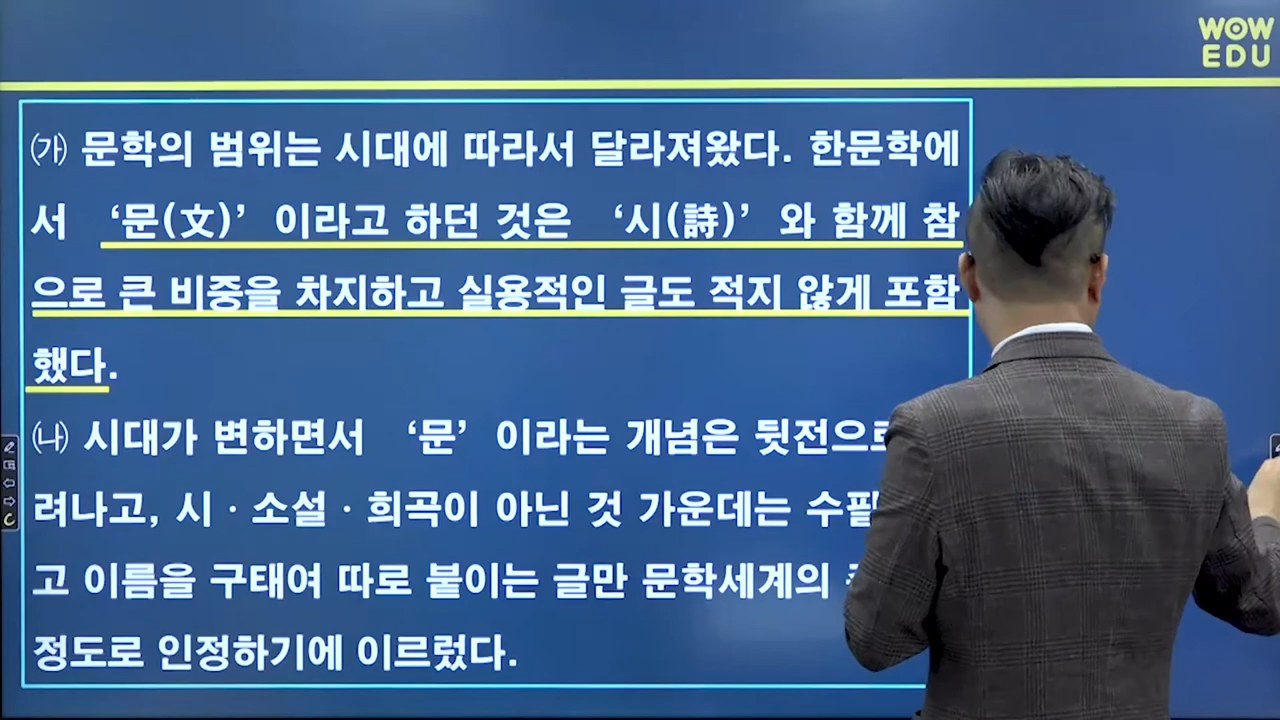 WOW
EDU
㈎ 문학의 범위는 시대에 따라서 달라져왔다. 한문학에
서 ‘문(文)’ 이라고 하던 것은 ‘시(詩)’ 와 함께 참
으로 큰 비중을 차지하고 실용적인 글도 적지 않게 포함
했다.
㈏ 시대가 변하면서 ‘문’ 이라는 개념은
려나고, 시 · 소설 · 희곡이 아닌 것 가운데는
고 이름을 구태여 따로 붙이는 글만 문학세계의
정도로 인정하기에 이르렀다.